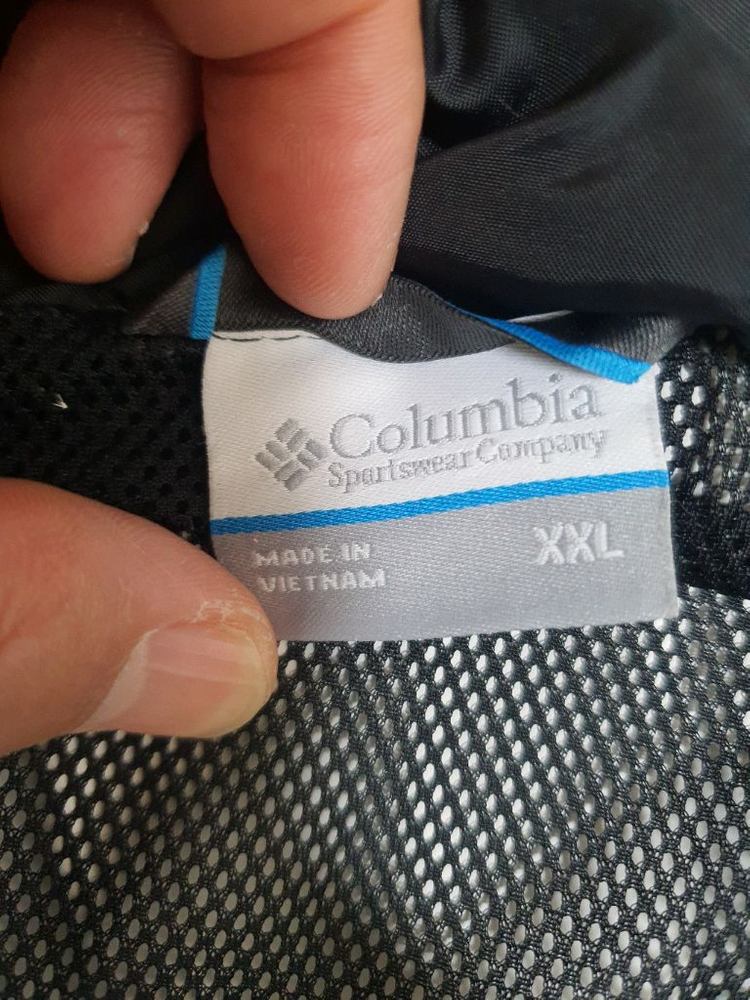 Columbia
Sportswear Company
MADE IN
VIETNAM
XXL